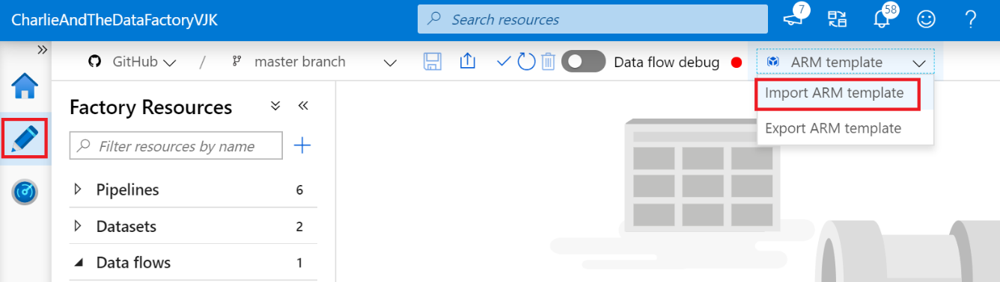 CharlieAndTheDataFactoryVJK
Search resources
7
58
GitHub / master branch
Data flow debug
ARM template
Import ARM template
Export ARM template
Factory Resources
Filter resources by name
Pipelines 6
Datasets 2
Data flows 1